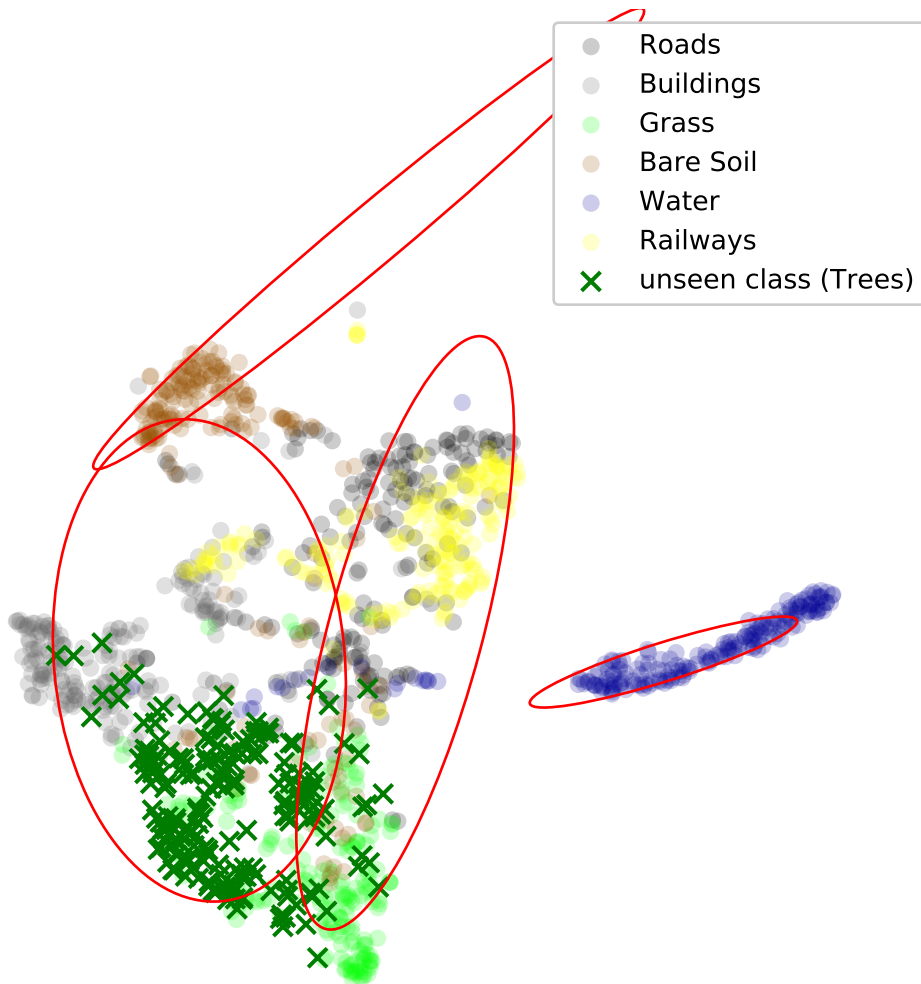 Roads
Buildings
Grass
Bare Soil
Water
Railways
unseen class (Trees)